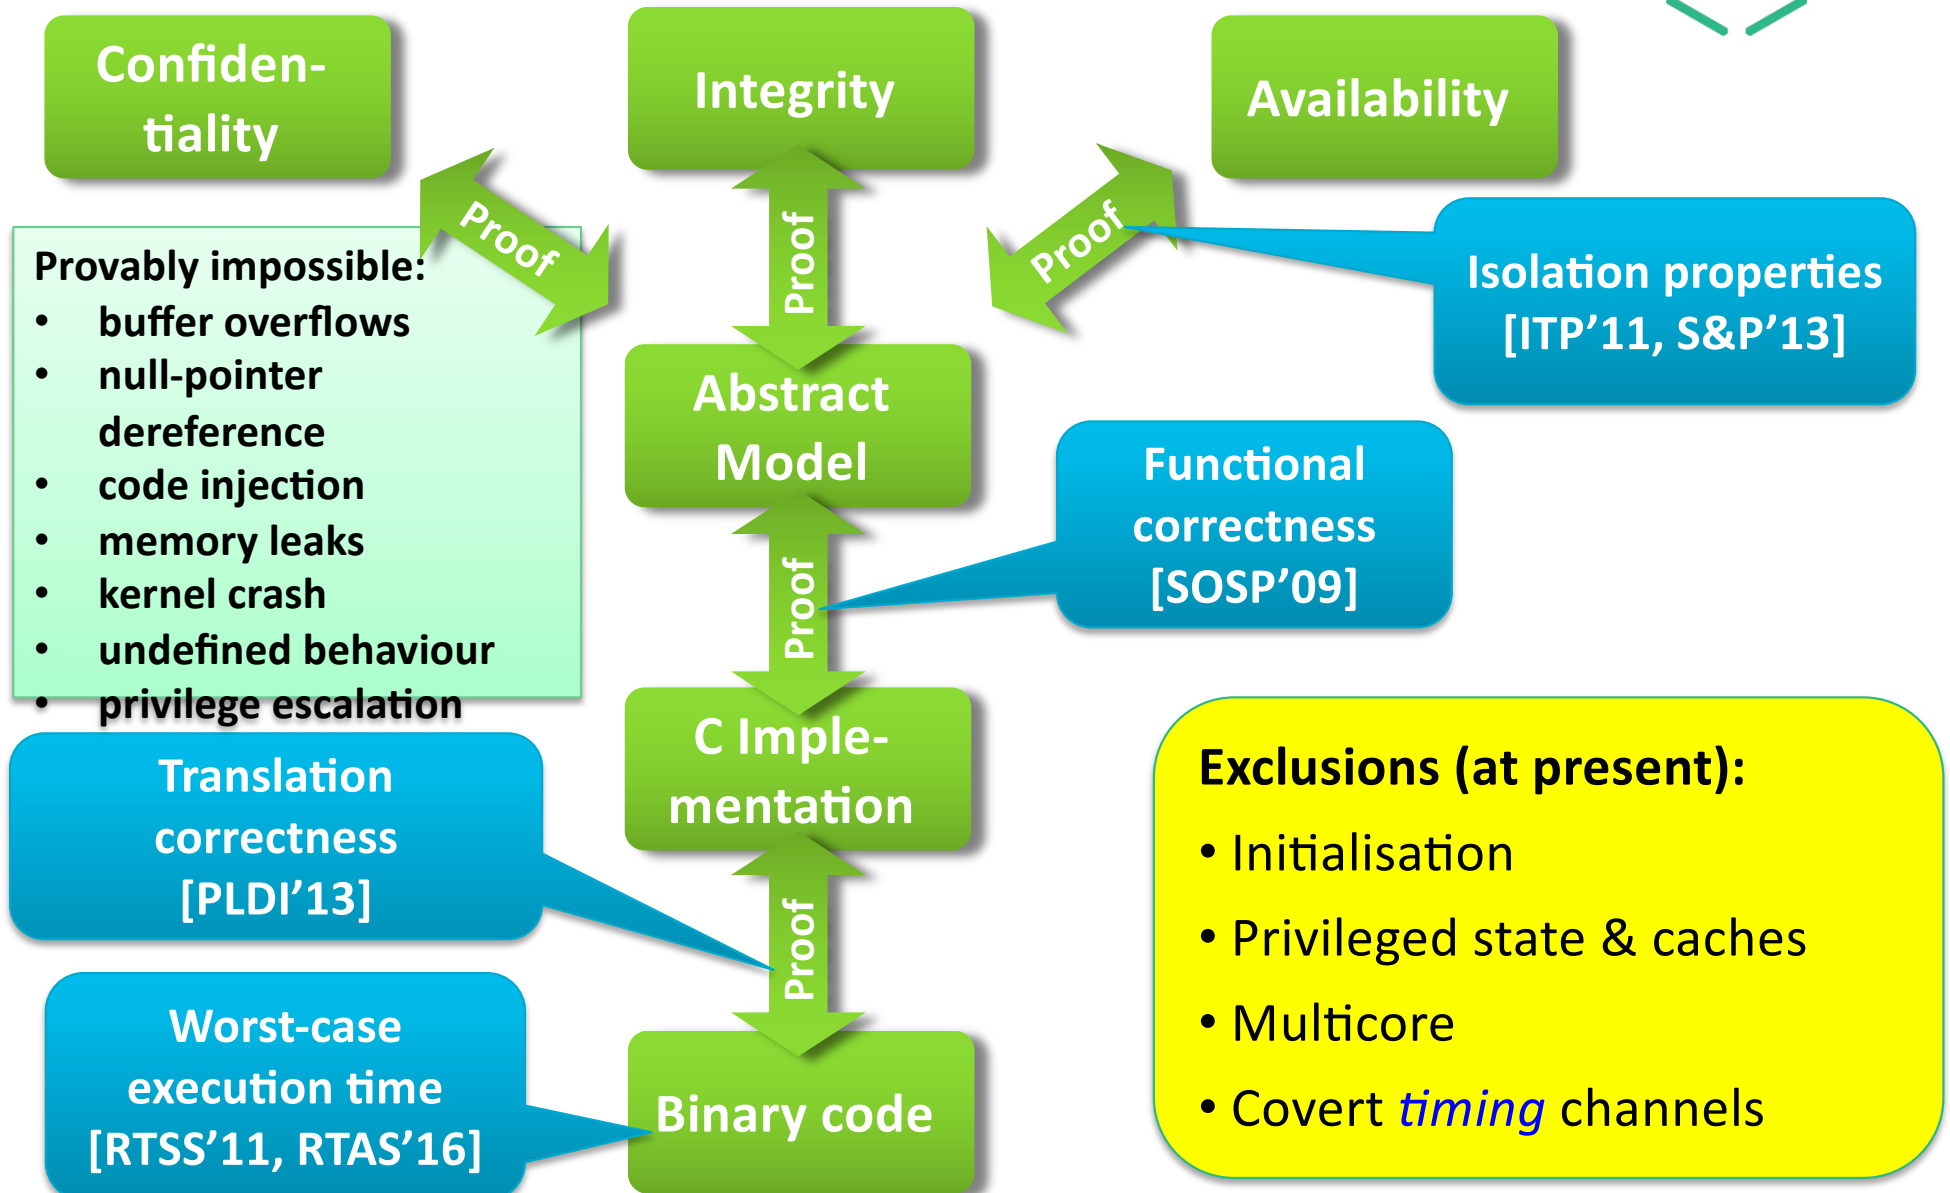 Confiden-
tiality
Integrity
Availability
Proof
Proof
Proof
Provably impossible:
• buffer overflows
• null-pointer
dereference
• code injection
• memory leaks
• kernel crash
• undefined behaviour
• privilege escalation
Isolation properties
[ITP’11, S&P’13]
Abstract
Model
Functional
correctness
[SOSP’09]
Proof
C Imple-
mentation
Translation
correctness
[PLDI’13]
Proof
Worst-case
execution time
[RTSS’11, RTAS’16]
Binary code
Exclusions (at present):
• Initialisation
• Privileged state & caches
• Multicore
• Covert timing channels